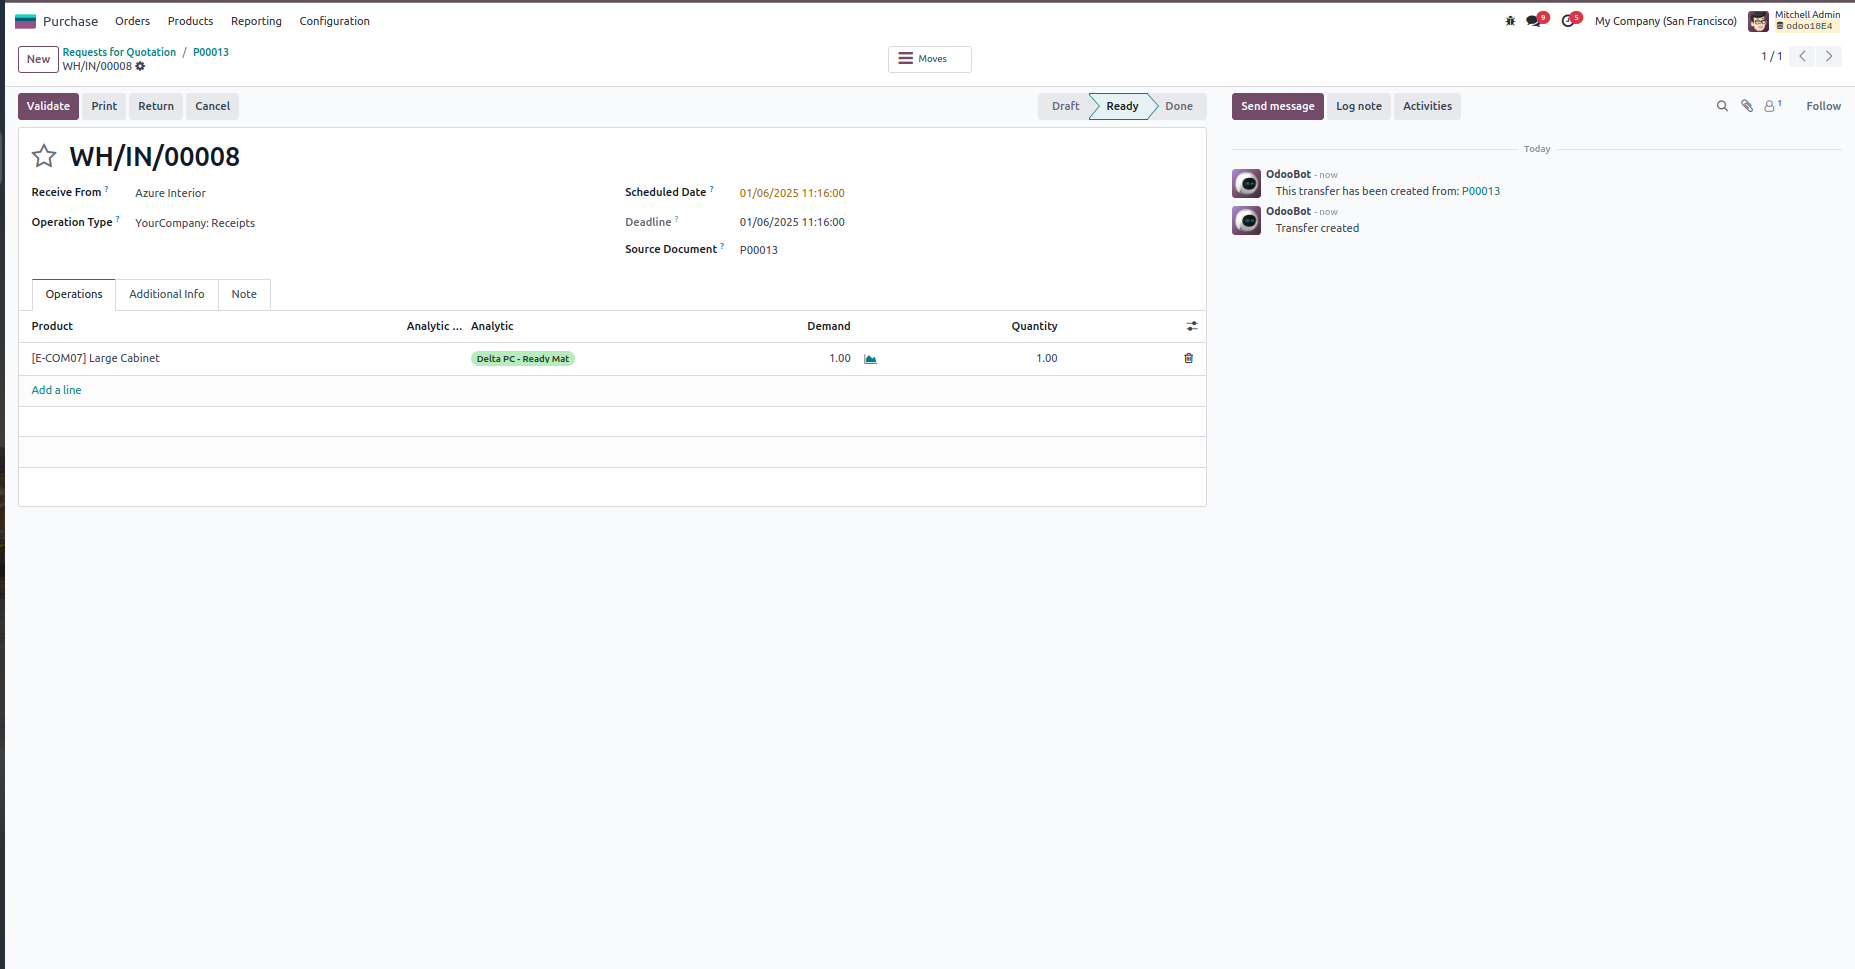 Purchase Orders Products Reporting Configuration
9 5 My Company (San Francisco) Mitchell Admin
odoo18E4
New Requests for Quotation / P00013
WH/IN/00008
Moves
1 / 1
Validate Print Return Cancel
Draft Ready Done
Send message Log note Activities
1 Follow
WH/IN/00008
Receive From ? Azure Interior
Operation Type ? YourCompany: Receipts
Scheduled Date ? 01/06/2025 11:16:00
Deadline ? 01/06/2025 11:16:00
Source Document ? P00013
Operations Additional Info Note
Product Analytic ... Analytic Demand Quantity
[E-COM07] Large Cabinet Delta PC - Ready Mat 1.00 1.00
Add a line
Today
OdooBot - now
This transfer has been created from: P00013
OdooBot - now
Transfer created